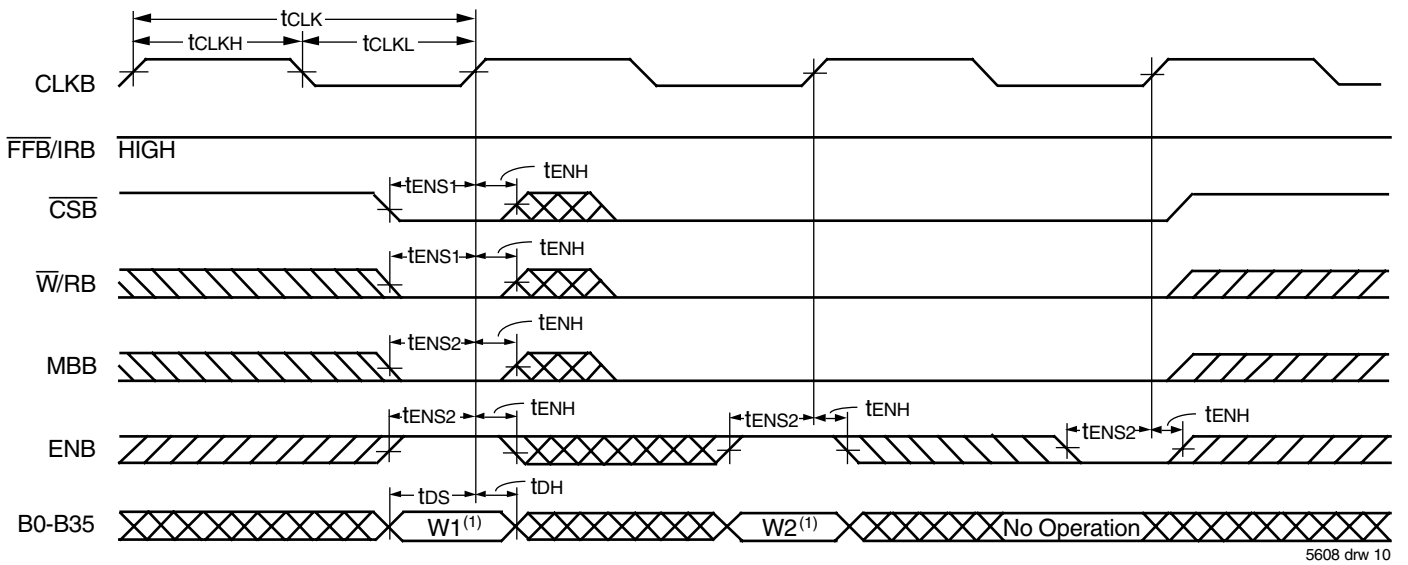 tCLK
tCLKH tCLKL
CLKB
FFB/IRB HIGH
tENS1 tENH
CSB
tENS1 tENH
W/RB
tENS2 tENH
MBB
tENS2 tENH tENS2 tENH tENS2 tENH
ENB
tDS tDH
B0-B35 W1(1) W2(1) No Operation
5608 drw 10